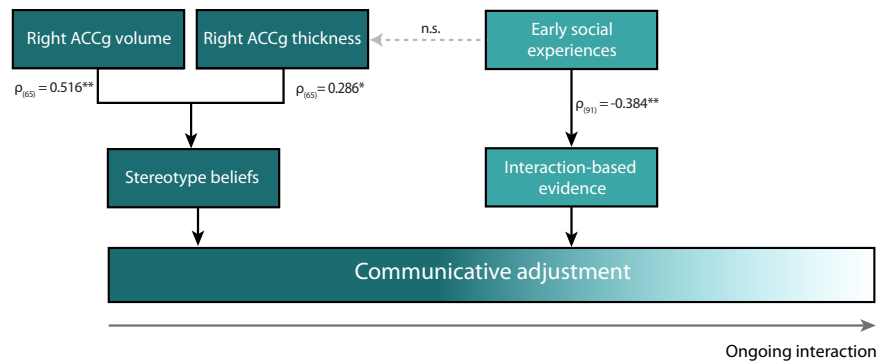 Right ACCg volume
Right ACCg thickness
n.s.
Early social
experiences
ρ(65) = 0.516**
ρ(65) = 0.286*
ρ(91) = -0.384**
Stereotype beliefs
Interaction-based
evidence
Communicative adjustment
Ongoing interaction